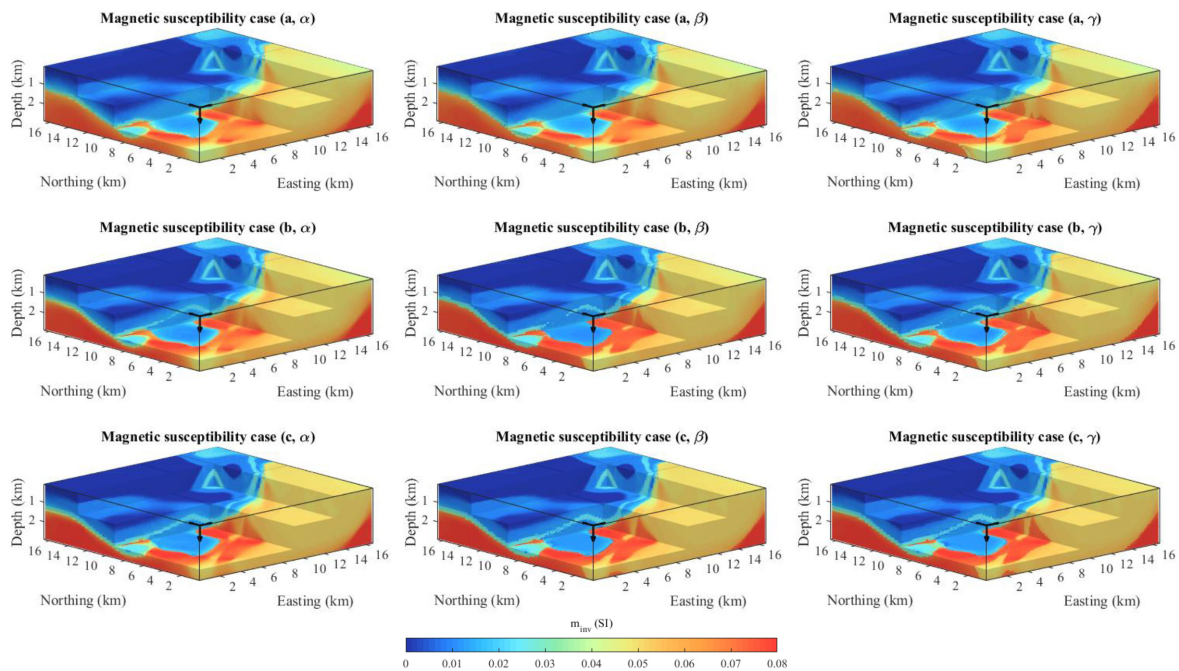 Magnetic susceptibility case (a, α)
Magnetic susceptibility case (a, β)
Magnetic susceptibility case (a, γ)
Depth (km)
1
2
16 14 12 10 8 6 4 2
2 4 6 8 10 12 14 16
Northing (km)
Easting (km)
Depth (km)
1
2
16 14 12 10 8 6 4 2
2 4 6 8 10 12 14 16
Northing (km)
Easting (km)
Depth (km)
1
2
16 14 12 10 8 6 4 2
2 4 6 8 10 12 14 16
Northing (km)
Easting (km)
Magnetic susceptibility case (b, α)
Magnetic susceptibility case (b, β)
Magnetic susceptibility case (b, γ)
Depth (km)
1
2
16 14 12 10 8 6 4 2
2 4 6 8 10 12 14 16
Northing (km)
Easting (km)
Depth (km)
1
2
16 14 12 10 8 6 4 2
2 4 6 8 10 12 14 16
Northing (km)
Easting (km)
Depth (km)
1
2
16 14 12 10 8 6 4 2
2 4 6 8 10 12 14 16
Northing (km)
Easting (km)
Magnetic susceptibility case (c, α)
Magnetic susceptibility case (c, β)
Magnetic susceptibility case (c, γ)
Depth (km)
1
2
16 14 12 10 8 6 4 2
2 4 6 8 10 12 14 16
Northing (km)
Easting (km)
Depth (km)
1
2
16 14 12 10 8 6 4 2
2 4 6 8 10 12 14 16
Northing (km)
Easting (km)
Depth (km)
1
2
16 14 12 10 8 6 4 2
2 4 6 8 10 12 14 16
Northing (km)
Easting (km)
m_inv (SI)
0 0.01 0.02 0.03 0.04 0.05 0.06 0.07 0.08